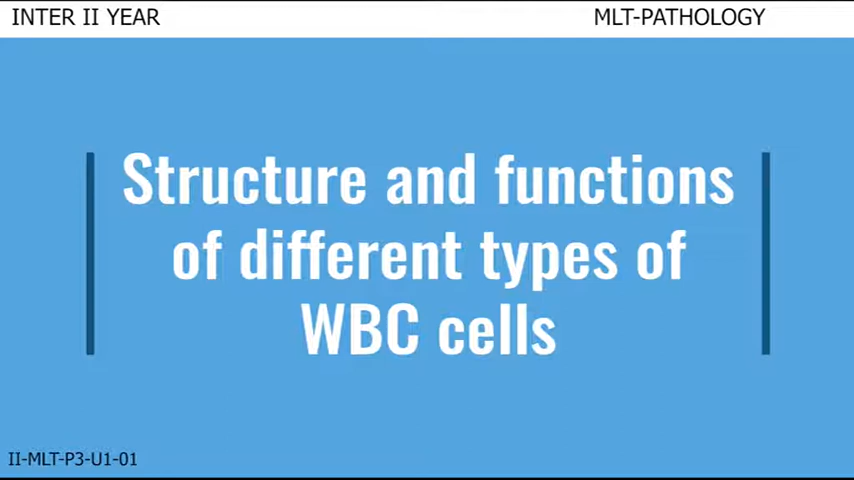 INTER II YEAR
MLT-PATHOLOGY
Structure and functions
of different types of
WBC cells
II-MLT-P3-U1-01